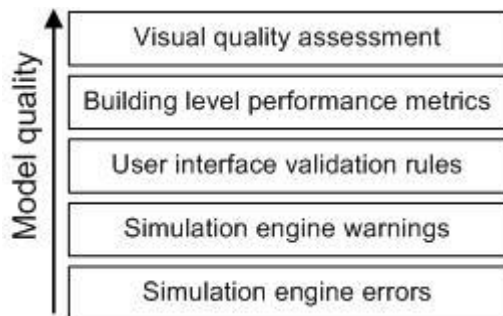 Model quality
Visual quality assessment
Building level performance metrics
User interface validation rules
Simulation engine warnings
Simulation engine errors